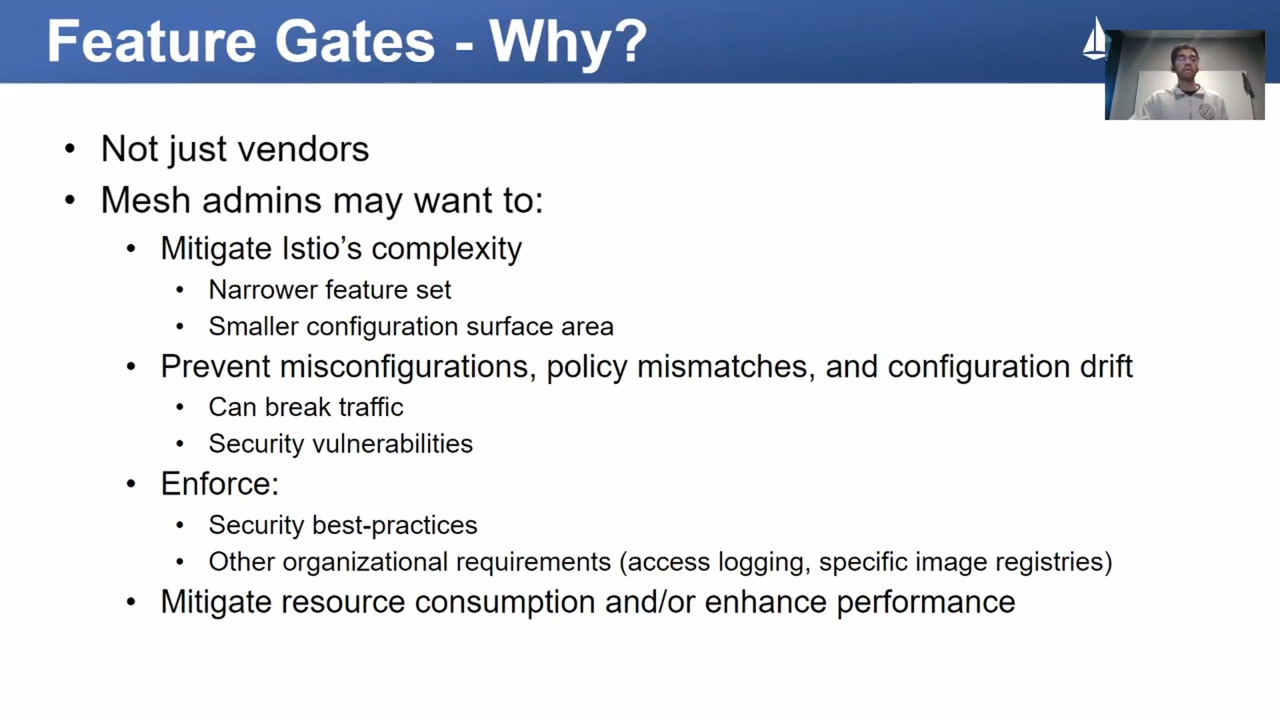 Feature Gates - Why?
• Not just vendors
• Mesh admins may want to:
• Mitigate Istio’s complexity
• Narrower feature set
• Smaller configuration surface area
• Prevent misconfigurations, policy mismatches, and configuration drift
• Can break traffic
• Security vulnerabilities
• Enforce:
• Security best-practices
• Other organizational requirements (access logging, specific image registries)
• Mitigate resource consumption and/or enhance performance